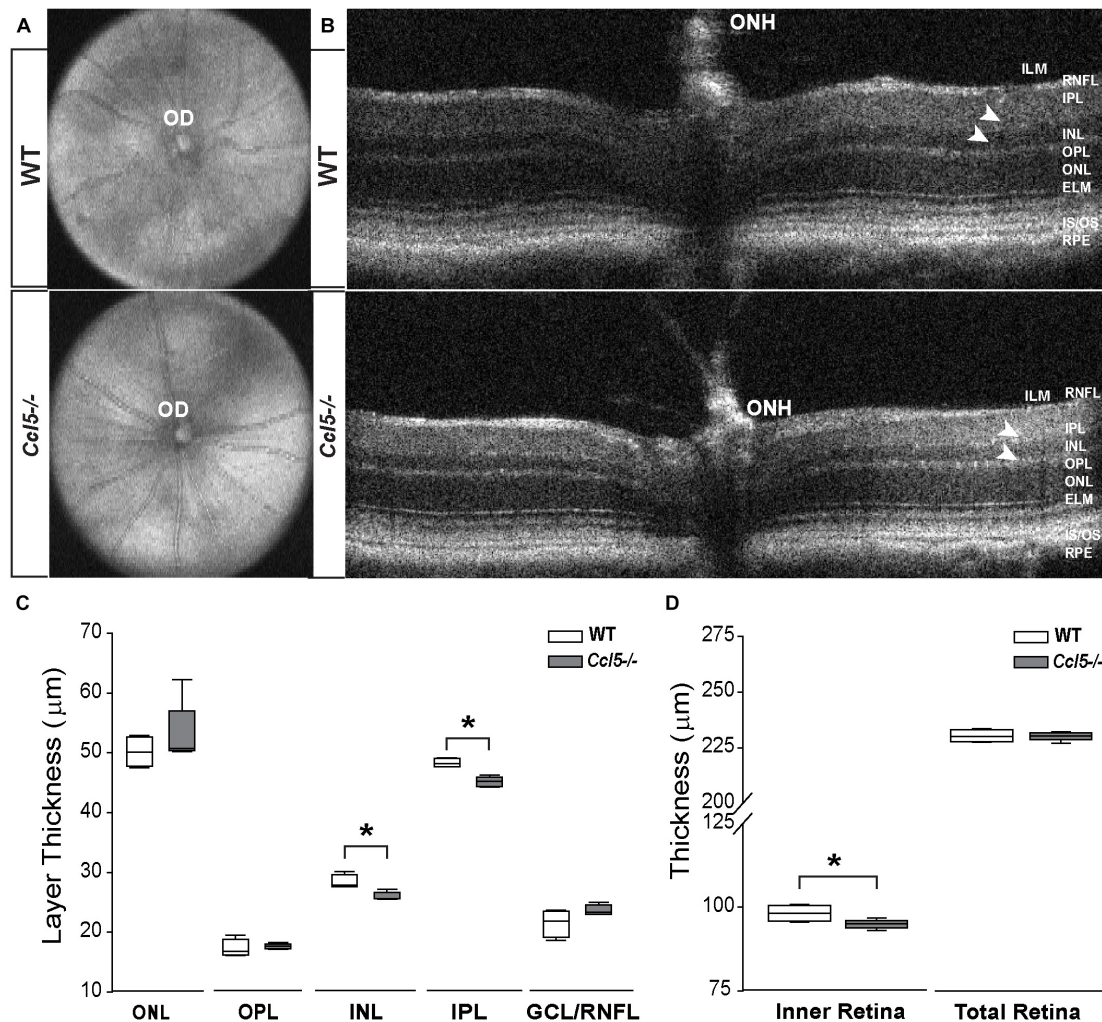 A
B
WT
OD
WT
ONH
ILM
RNFL
IPL
INL
OPL
ONL
ELM
IS/OS
RPE
Ccl5-/-
OD
Ccl5-/-
ONH
ILM
RNFL
IPL
INL
OPL
ONL
ELM
IS/OS
RPE
C
Layer Thickness (μm)
70
60
50
40
30
20
10
WT
Ccl5-/-
*
*
ONL
OPL
INL
IPL
GCL/RNFL
D
Thickness (μm)
275
250
225
200
125
100
75
WT
Ccl5-/-
*
Inner Retina
Total Retina